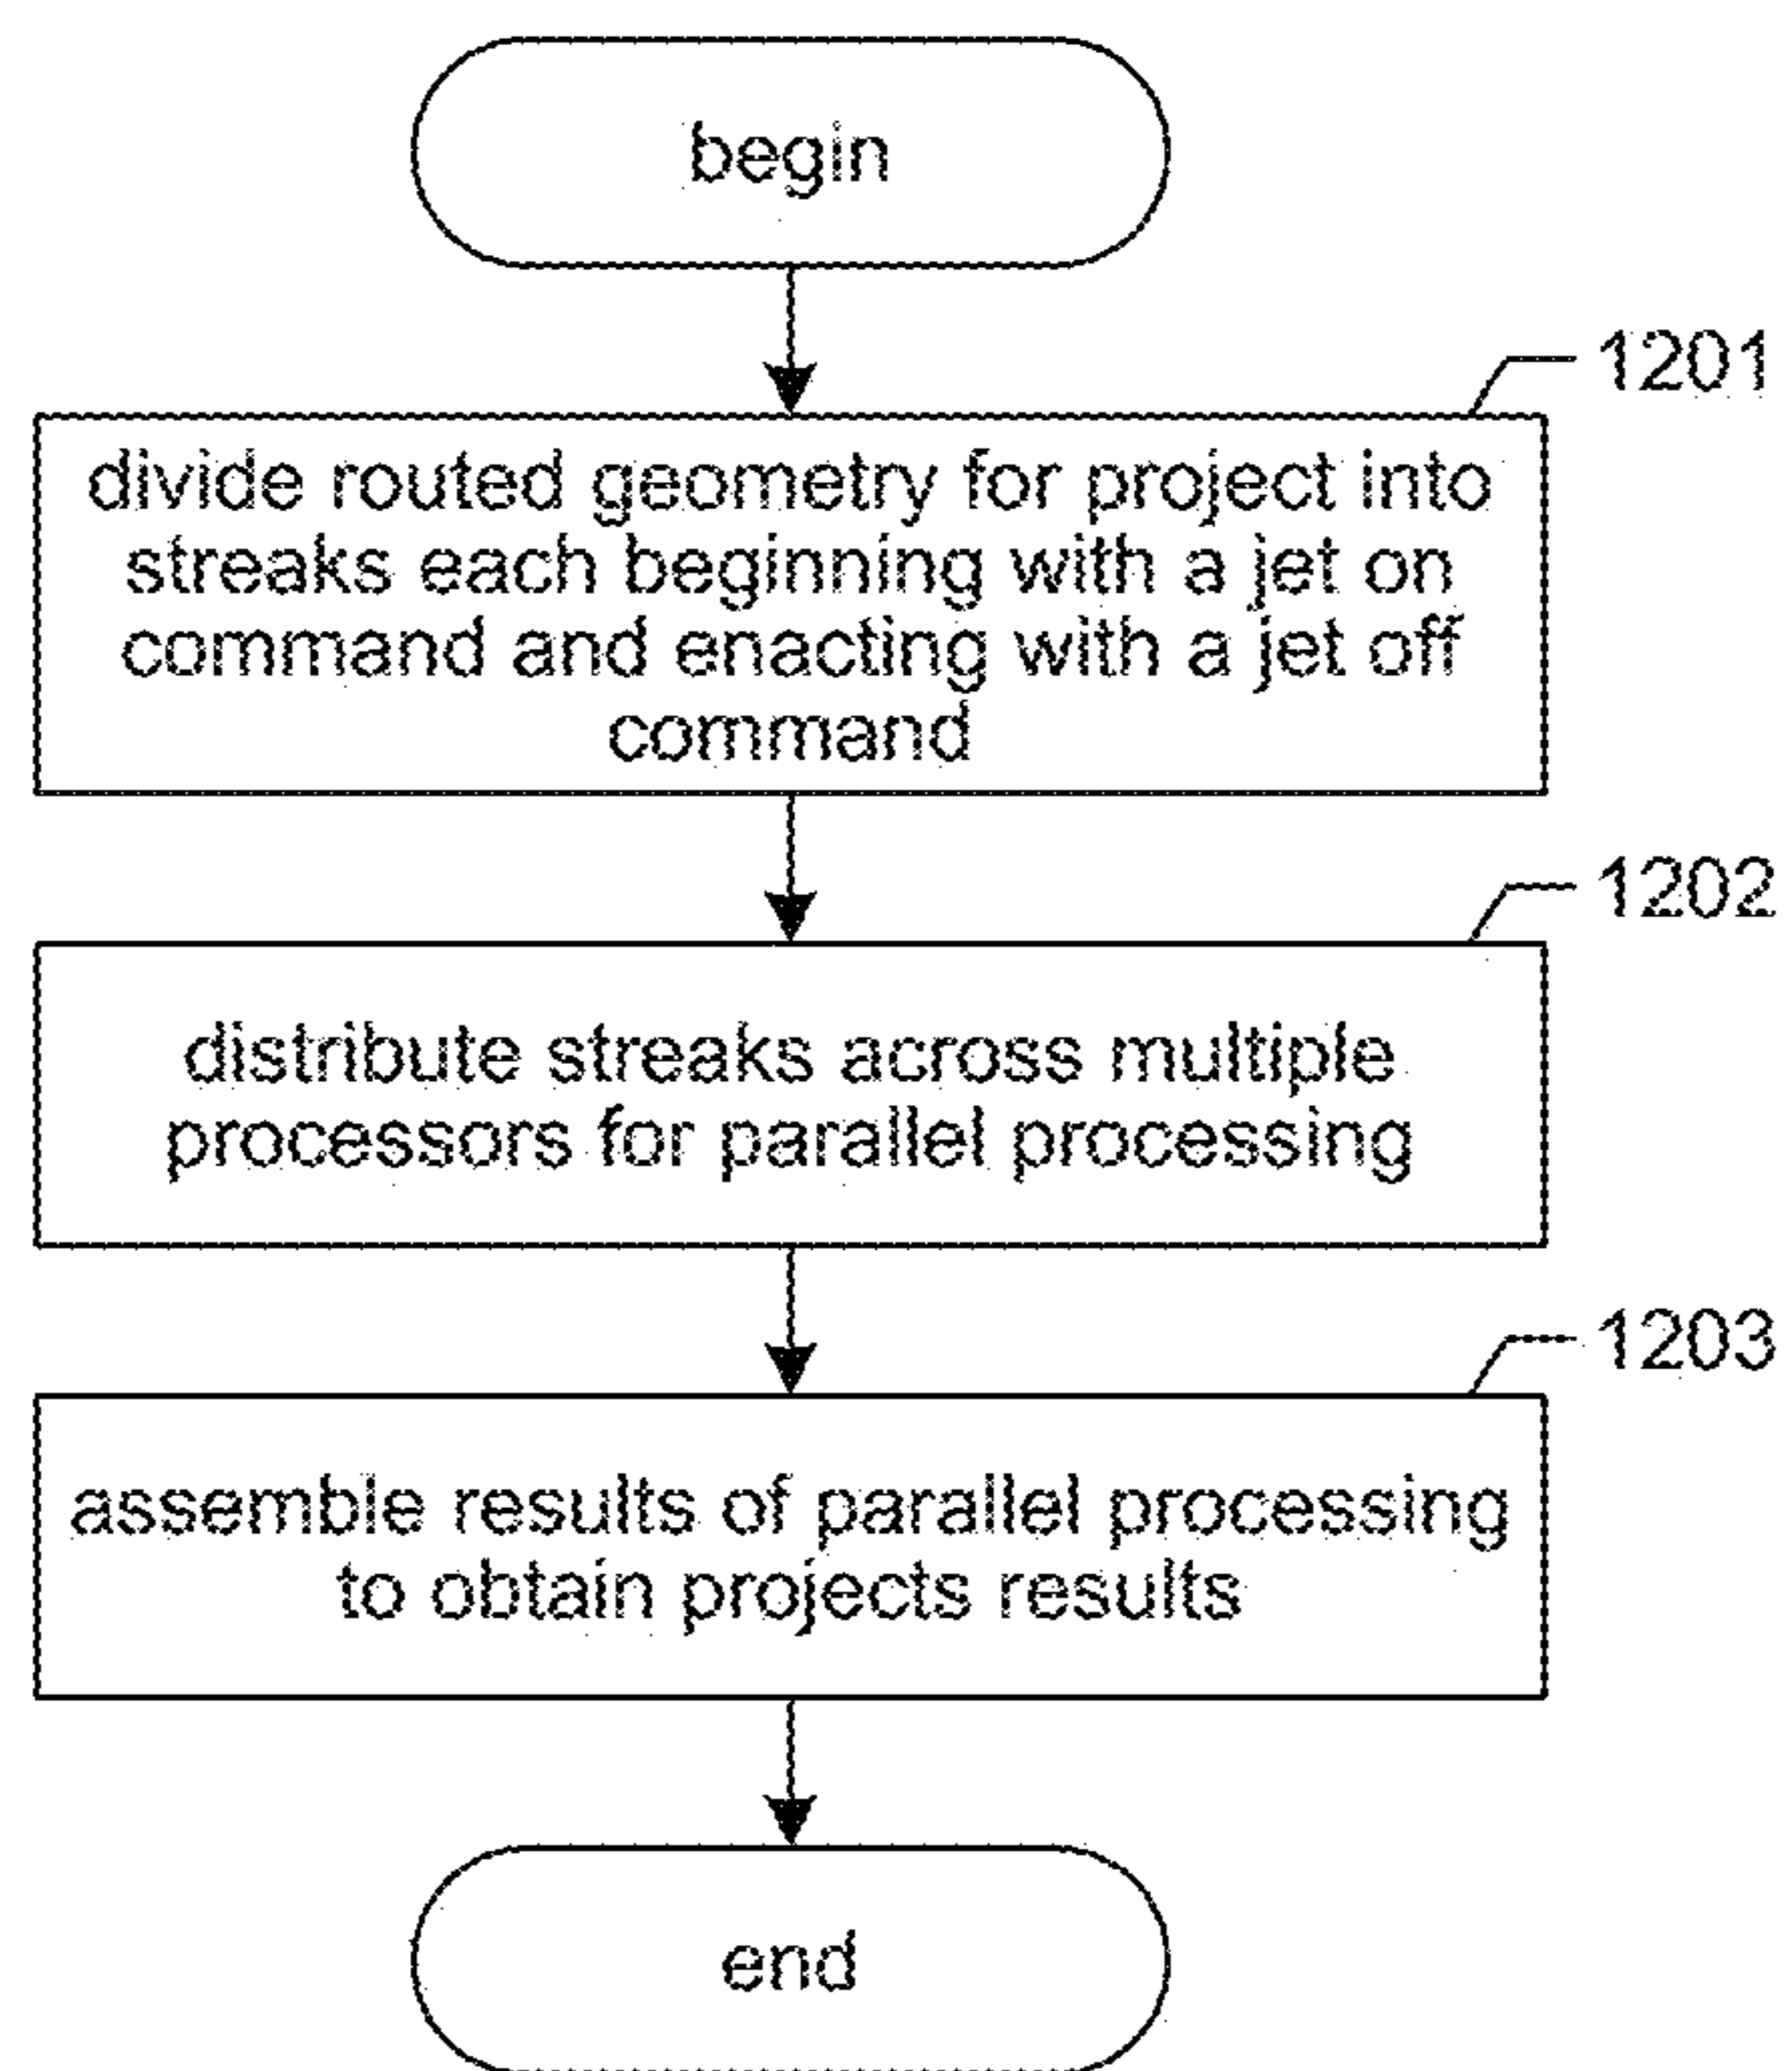 begin
1201
divide routed geometry for project into
streaks each beginning with a jet on
command and enacting with a jet off
command
1202
distribute streaks across multiple
processors for parallel processing
1203
assemble results of parallel processing
to obtain projects results
end